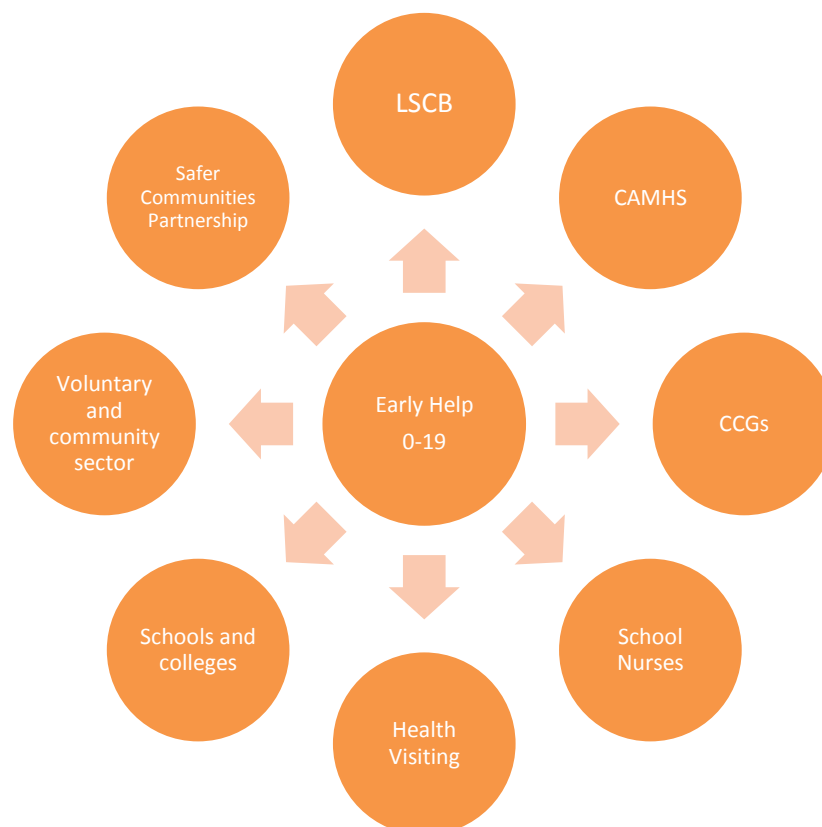 LSCB
CAMHS
CCGs
School
Nurses
Health
Visiting
Schools and
colleges
Voluntary
and
community
sector
Safer
Communities
Partnership
Early Help
0-19